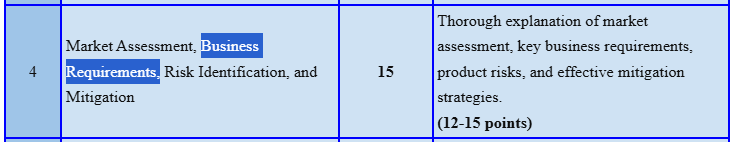 4
Market Assessment, Business
Requirements, Risk Identification, and
Mitigation
15
Thorough explanation of market
assessment, key business requirements,
product risks, and effective mitigation
strategies.
(12-15 points)